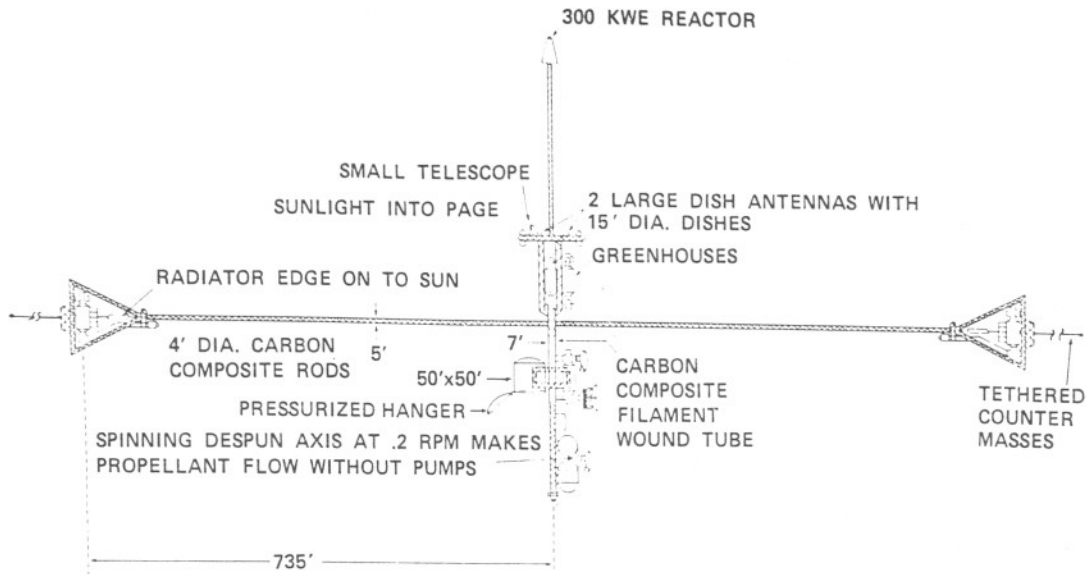 300 KWE REACTOR
SMALL TELESCOPE
SUNLIGHT INTO PAGE
2 LARGE DISH ANTENNAS WITH
15' DIA. DISHES
GREENHOUSES
RADIATOR EDGE ON TO SUN
4' DIA. CARBON
COMPOSITE RODS
5'
7'
50'x50'
PRESSURIZED HANGER
CARBON
COMPOSITE
FILAMENT
WOUND TUBE
TETHERED
COUNTER
MASSES
SPINNING DESPUN AXIS AT .2 RPM MAKES
PROPELLANT FLOW WITHOUT PUMPS
735'